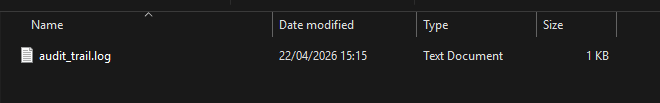 Name Date modified Type Size
audit_trail.log 22/04/2026 15:15 Text Document 1 KB